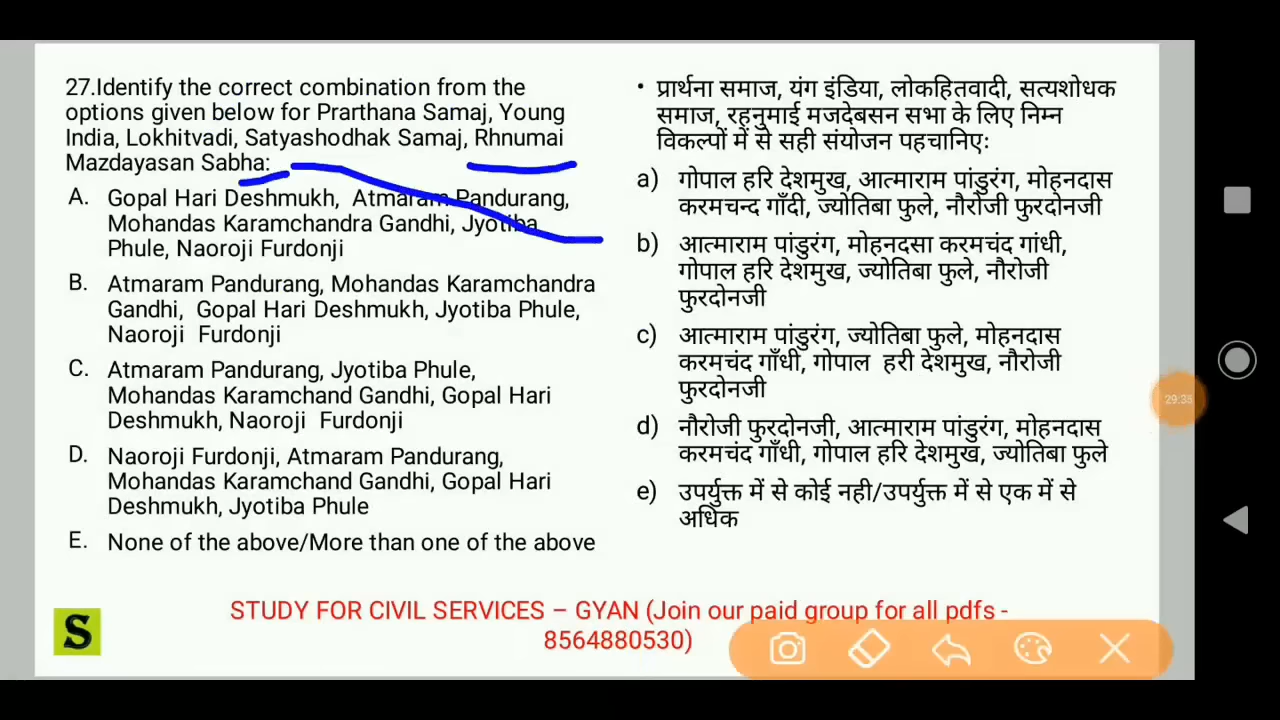 27.Identify the correct combination from the
options given below for Prarthana Samaj, Young
India, Lokhitvadi, Satyashodhak Samaj, Rhnumai
Mazdayasan Sabha:
A. Gopal Hari Deshmukh, Atmaram Pandurang,
Mohandas Karamchandra Gandhi, Jyotiba
Phule, Naoroji Furdonji
B. Atmaram Pandurang, Mohandas Karamchandra
Gandhi, Gopal Hari Deshmukh, Jyotiba Phule,
Naoroji Furdonji
C. Atmaram Pandurang, Jyotiba Phule,
Mohandas Karamchand Gandhi, Gopal Hari
Deshmukh, Naoroji Furdonji
D. Naoroji Furdonji, Atmaram Pandurang,
Mohandas Karamchand Gandhi, Gopal Hari
Deshmukh, Jyotiba Phule
E. None of the above/More than one of the above
• प्रार्थना समाज, यंग इंडिया, लोकहितवादी, सत्यशोधक
समाज, रहनुमाई मजदेबसन सभा के लिए निम्न
विकल्पों में से सही संयोजन पहचानिए:
a) गोपाल हरि देशमुख, आत्माराम पांडुरंग, मोहनदास
करमचन्द गाँदी, ज्योतिबा फुले, नौरोजी फुरदोनजी
b) आत्माराम पांडुरंग, मोहनदसा करमचंद गांधी,
गोपाल हरि देशमुख, ज्योतिबा फुले, नौरोजी
फुरदोनजी
c) आत्माराम पांडुरंग, ज्योतिबा फुले, मोहनदास
करमचंद गाँधी, गोपाल हरी देशमुख, नौरोजी
फुरदोनजी
d) नौरोजी फुरदोनजी, आत्माराम पांडुरंग, मोहनदास
करमचंद गाँधी, गोपाल हरि देशमुख, ज्योतिबा फुले
e) उपर्युक्त में से कोई नही/उपर्युक्त में से एक में से
अधिक
29:35
S
STUDY FOR CIVIL SERVICES – GYAN (Join our paid group for all pdfs -
8564880530)